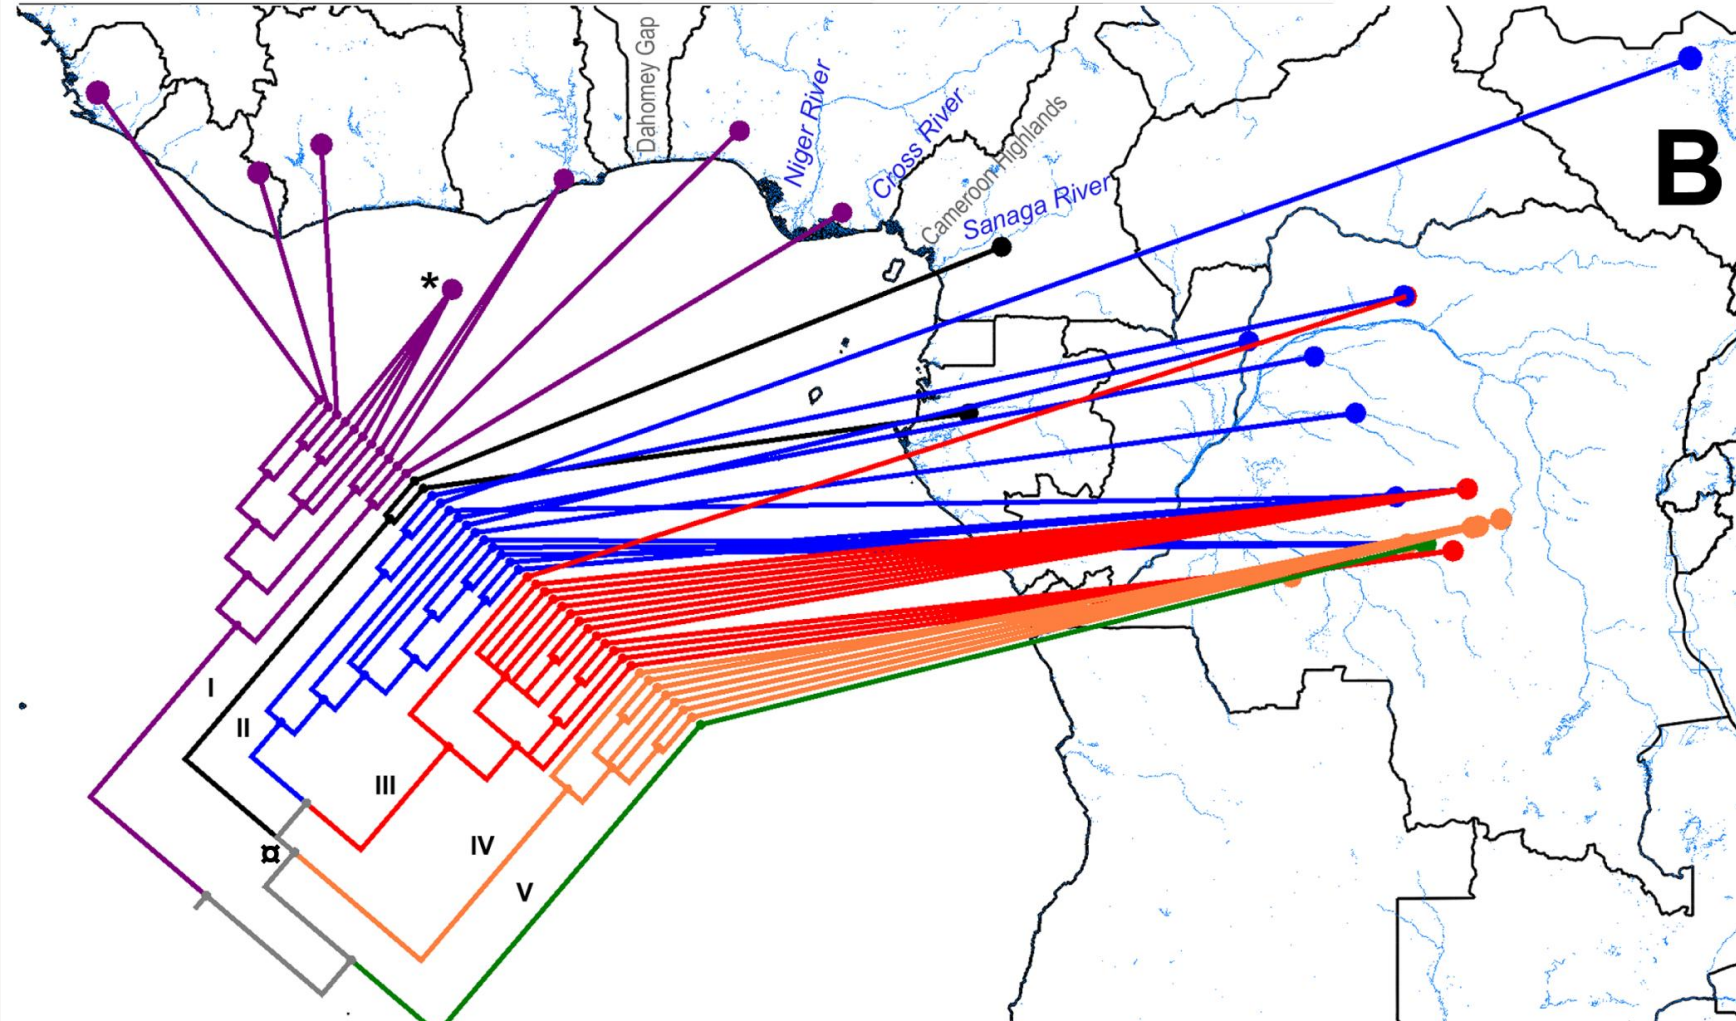 Dahomey Gap
Niger River
Cross River
Cameroon Highlands
Sanaga River
B
*
I
II
III
¤
IV
V